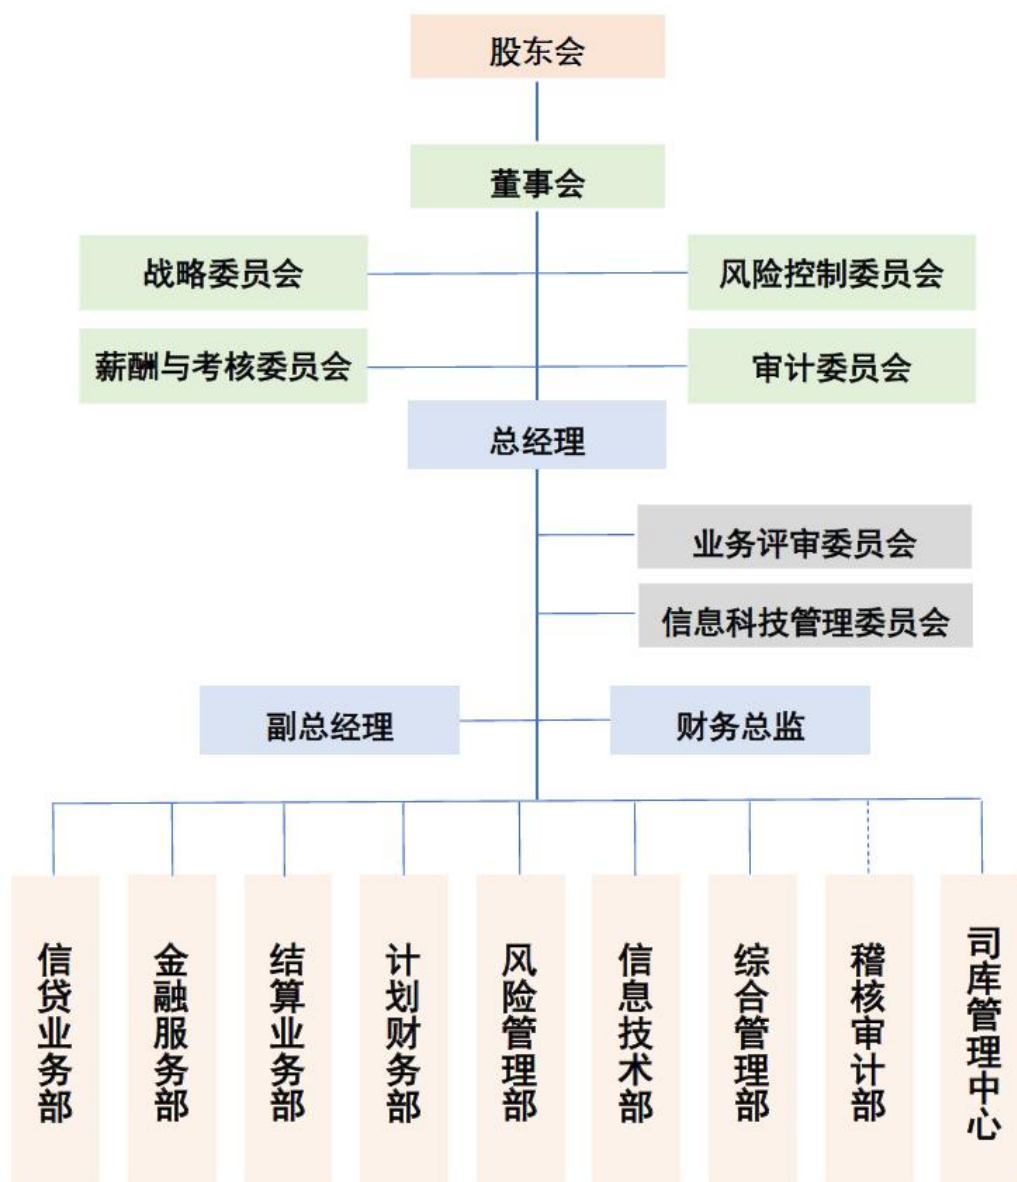 股东会
董事会
战略委员会
风险控制委员会
薪酬与考核委员会
审计委员会
总经理
业务评审委员会
信息科技管理委员会
副总经理
财务总监
信贷业务部
金融服务部
结算业务部
计划财务部
风险管理部
信息技术部
综合管理部
稽核审计部
司库管理中心